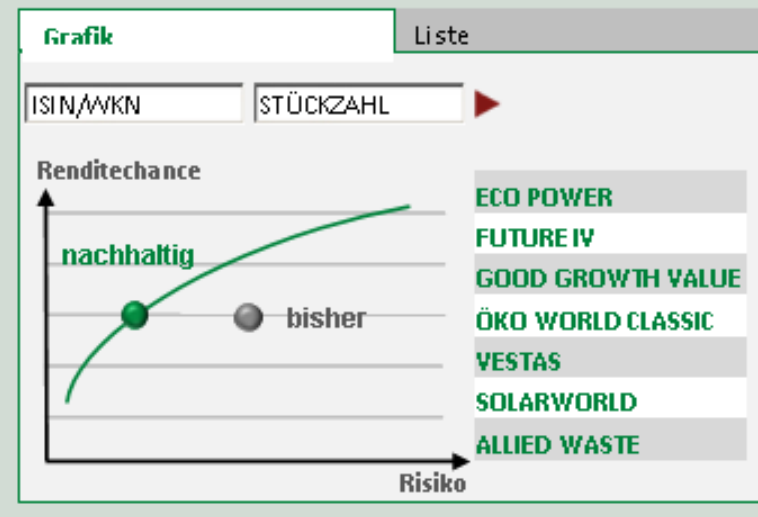 Grafik
Liste
ISIN/WKN
STÜCKZAHL
Renditechance
nachhaltig
bisher
Risiko
ECO POWER
FUTURE IV
GOOD GROWTH VALUE
ÖKO WORLD CLASSIC
VESTAS
SOLARWORLD
ALLIED WASTE